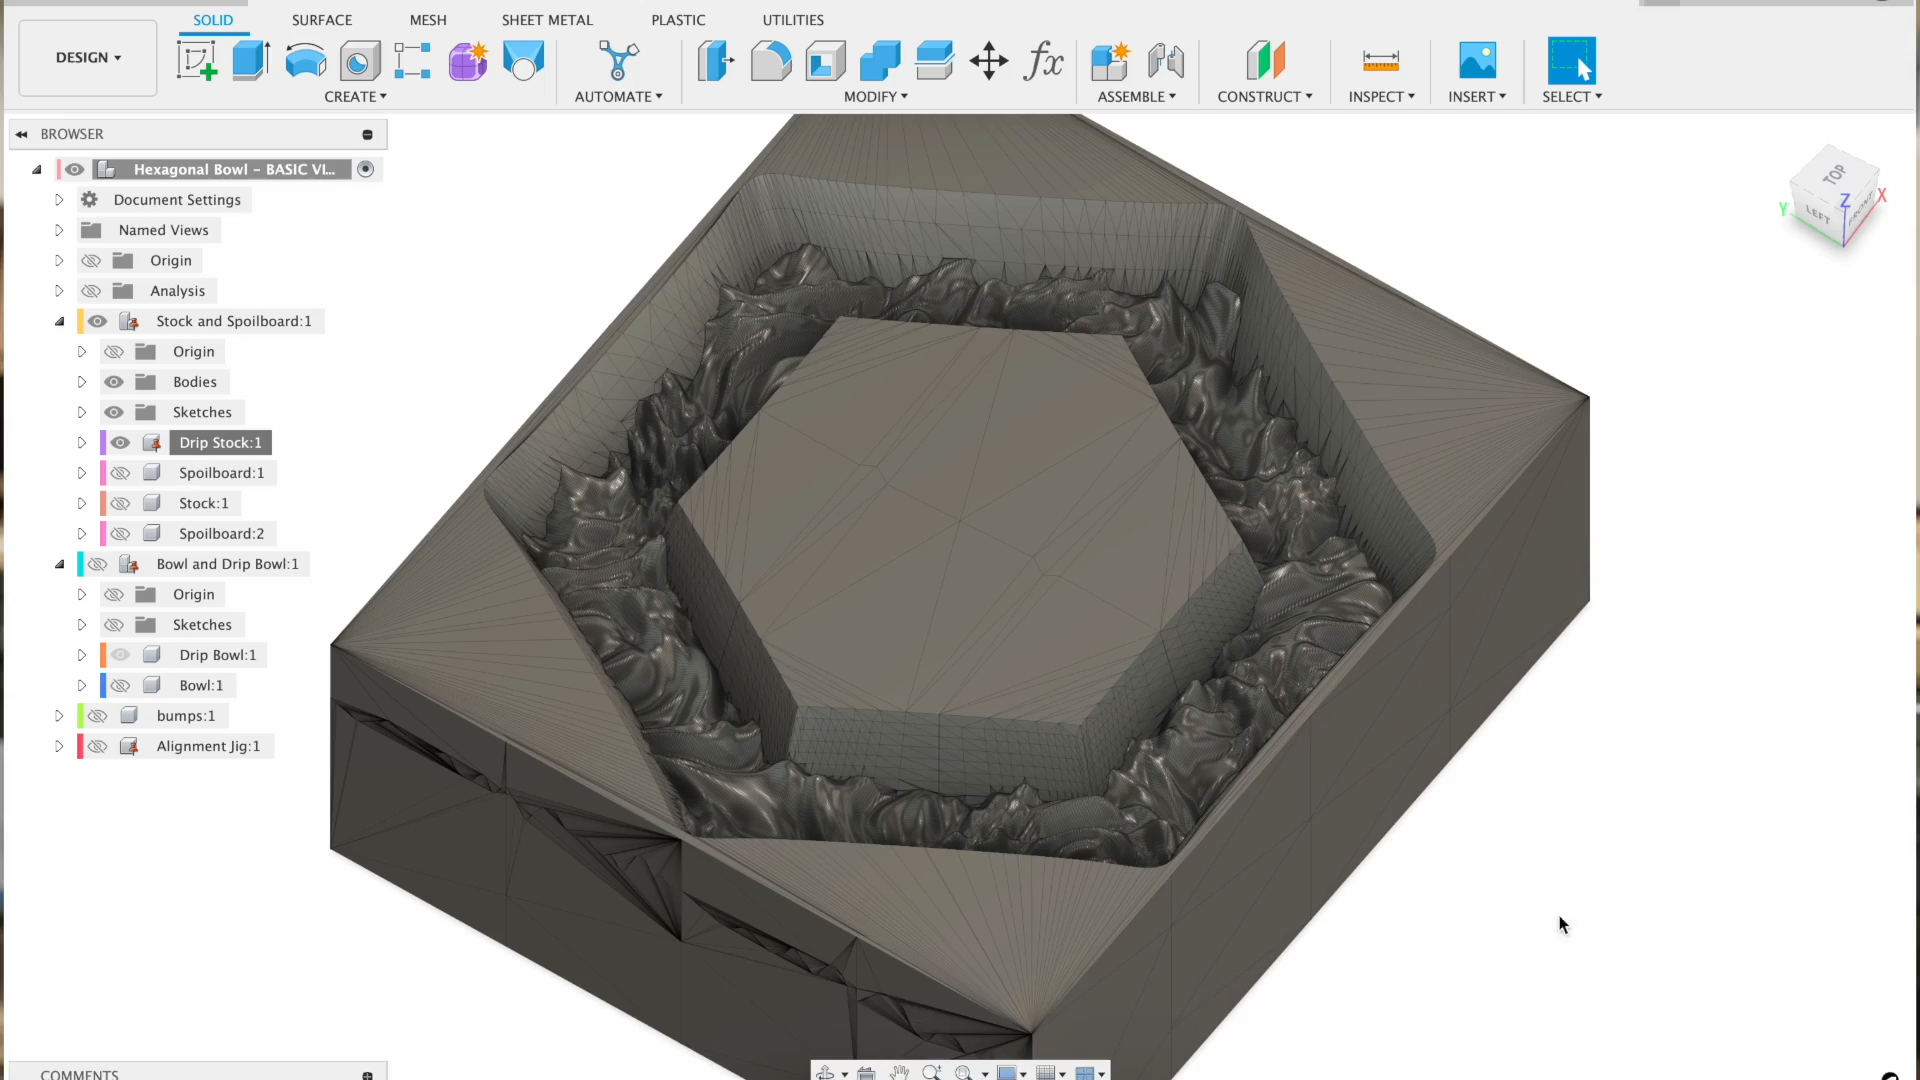 SOLID SURFACE MESH SHEET METAL PLASTIC UTILITIES
DESIGN
fx
CREATE AUTOMATE MODIFY ASSEMBLE CONSTRUCT INSPECT INSERT SELECT
BROWSER
Hexagonal Bowl – BASIC VI...
Document Settings
Named Views
Origin
Analysis
Stock and Spoilboard:1
Origin
Bodies
Sketches
Drip Stock:1
Spoilboard:1
Stock:1
Spoilboard:2
Bowl and Drip Bowl:1
Origin
Sketches
Drip Bowl:1
Bowl:1
bumps:1
Alignment Jig:1
TOP
LEFT
FRONT
X
Y
Z
COMMENTS